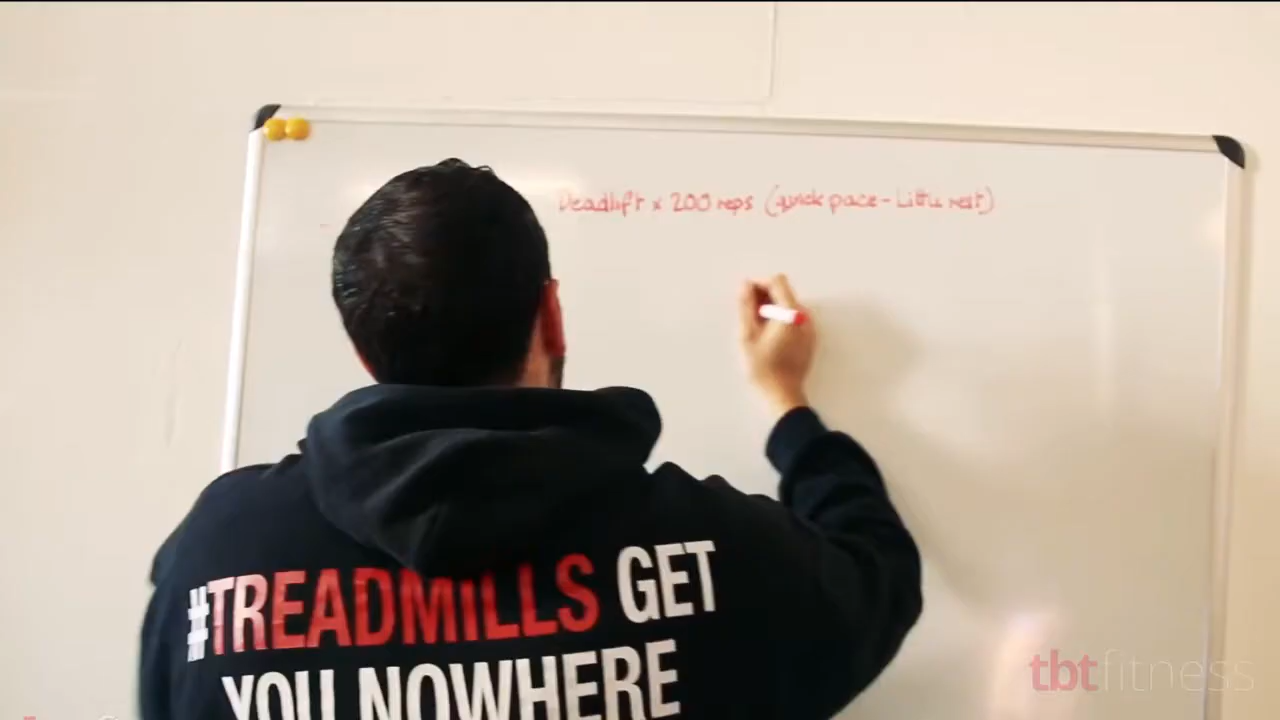 Deadlift x 200 reps (quick pace - Little rest)
#TREADMILLS GET
YOU NOWHERE
tbtfitness